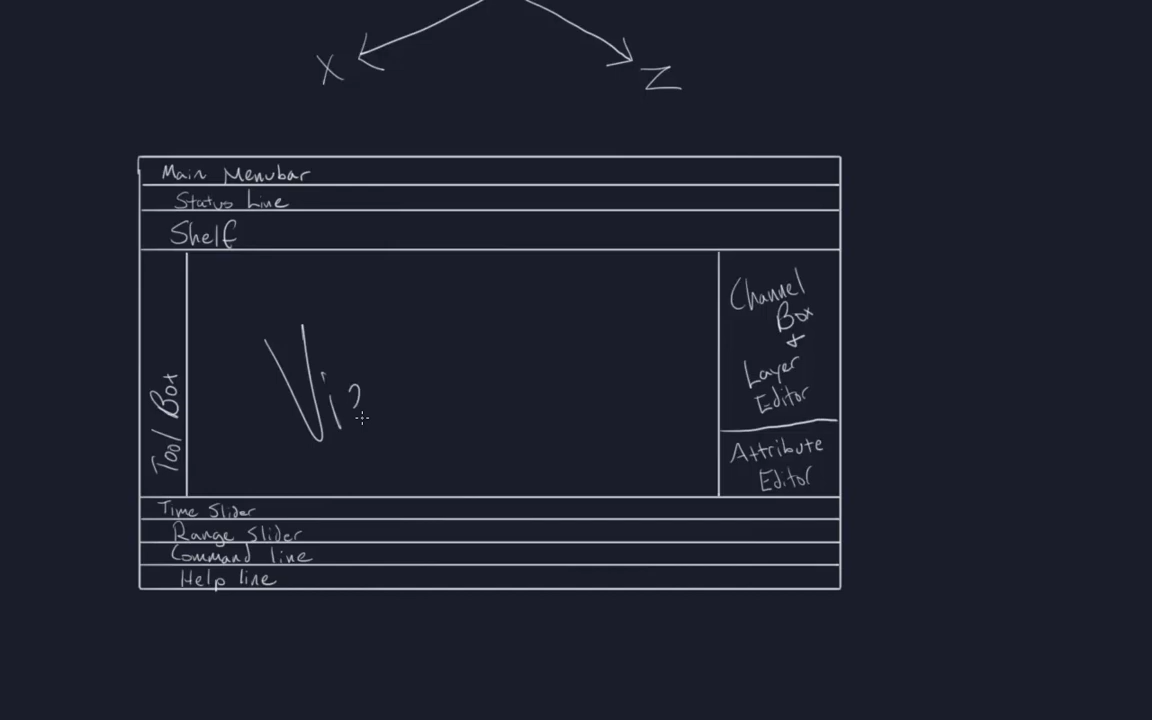 X
Z
Main Menubar
Status Line
Shelf
Tool Box
Vi
Channel
Box
+
Layer
Editor
Attribute
Editor
Time Slider
Range Slider
Command line
Help line